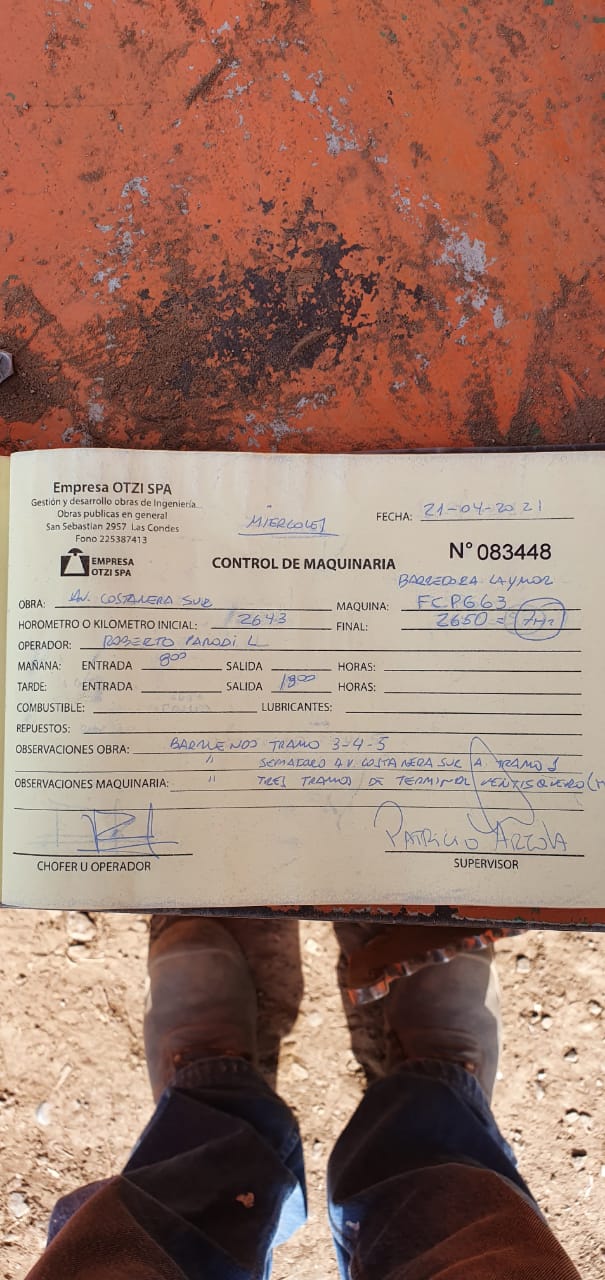 Empresa OTZI SPA
Gestión y desarrollo obras de Ingeniería
Obras publicas en general
San Sebastian 2957 Las Condes
Fono 225387413
EMPRESA
OTZI SPA
MIERCOLES
FECHA: 21-04-2021
CONTROL DE MAQUINARIA
N° 083448
BARREDORA LAYMOR
OBRA: AV. COSTANERA SUR MAQUINA: FCPG63
HOROMETRO O KILOMETRO INICIAL: 2643 FINAL: 2650 = 7Hr
OPERADOR: ROBERTO PARODI L
MAÑANA: ENTRADA 800 SALIDA HORAS:
TARDE: ENTRADA SALIDA 1800 HORAS:
COMBUSTIBLE: LUBRICANTES:
REPUESTOS:
OBSERVACIONES OBRA: BARRIENDO TRAMO 3-4-5
" SEMAFORO AV. COSTANERA SUR A TRAMO
OBSERVACIONES MAQUINARIA: " TRES TRAMOS DE TERMINAL VENTISQUERO
PATRICIO
CHOFER U OPERADOR
SUPERVISOR